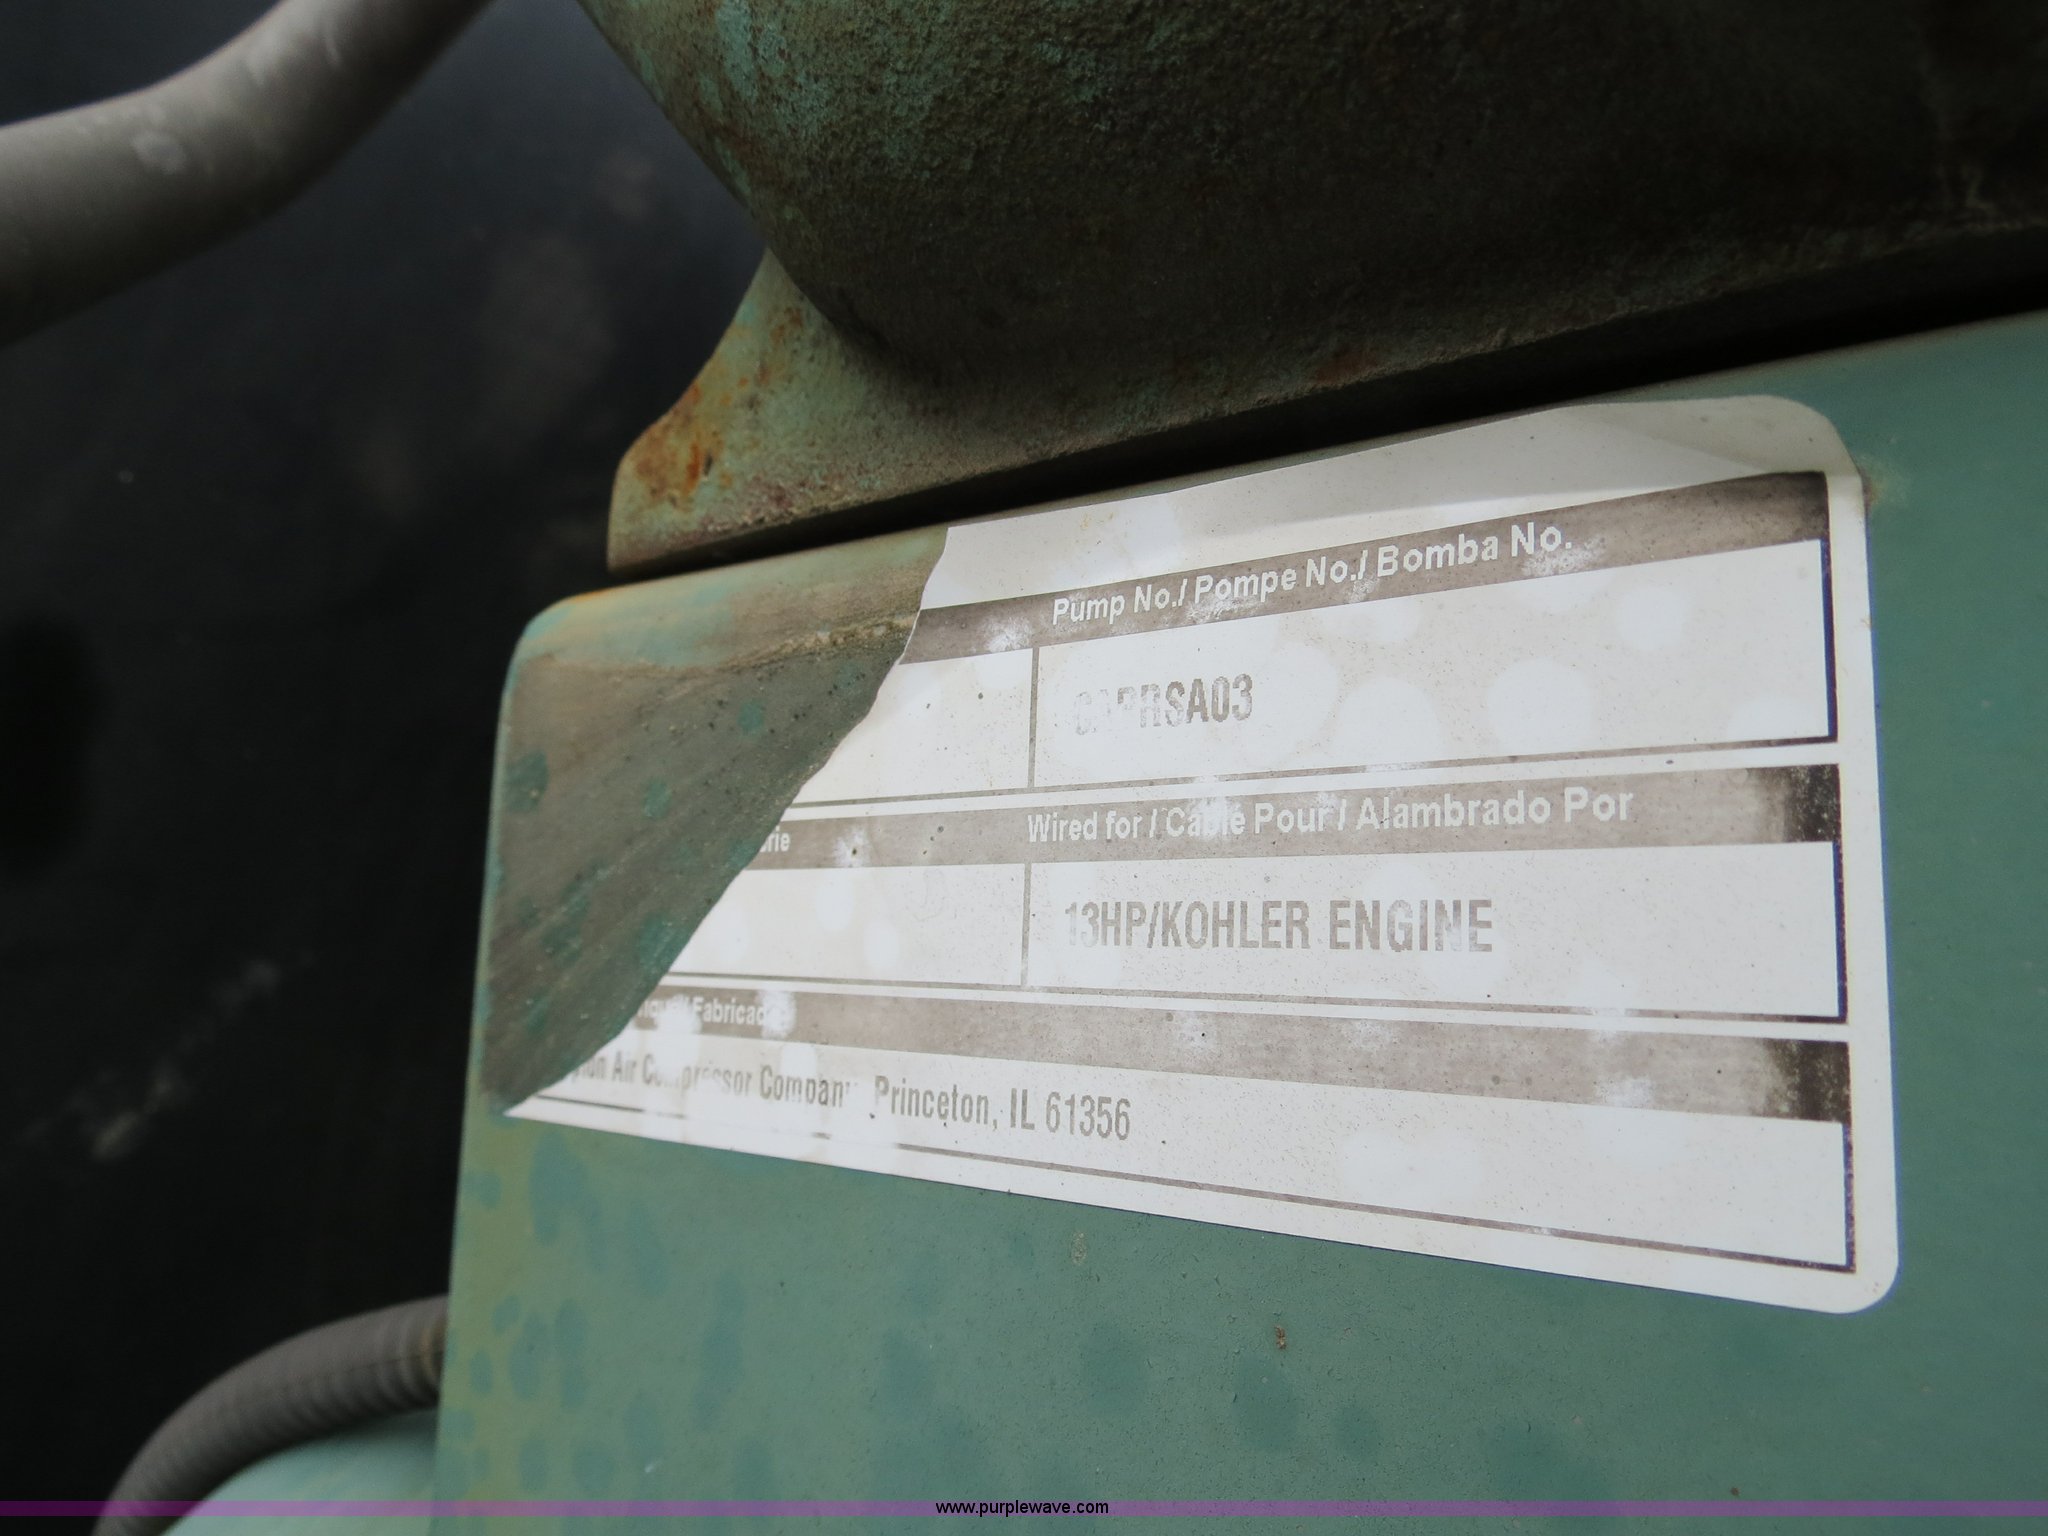 Pump No./ Pompe No./ Bomba No.
RSA03
Wired for / Cable Pour / Alambrado Por
13HP/KOHLER ENGINE
Air Compressor Company Princeton, IL 61356
www.purplewave.com